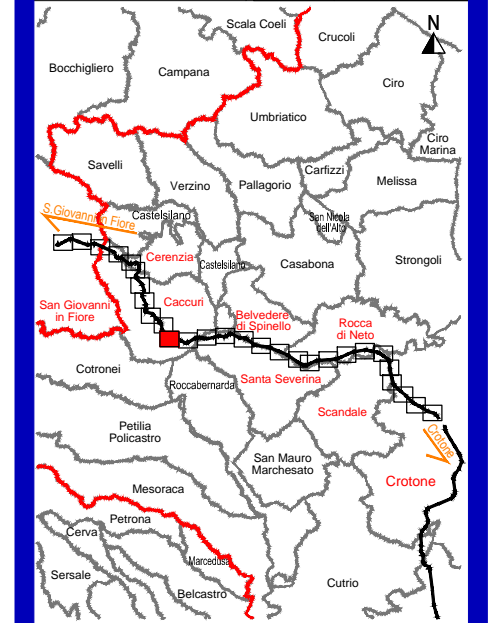 Scala Coeli
Crucoli
N
Bocchigliero
Campana
Ciro
Umbriatico
Ciro
Marina
Savelli
Verzino
Pallagorio
Carfizzi
Melissa
S.Giovanni in Fiore
Castelsilano
San Nicola
dell'Alto
Cerenzia
Castelsilano
Casabona
Strongoli
San Giovanni
in Fiore
Caccuri
Belvedere
di Spinello
Rocca
di Neto
Cotronei
Roccabernarda
Santa Severina
Scandale
Petilia
Policastro
Crotone
San Mauro
Marchesato
Crotone
Mesoraca
Petrona
Cerva
Marcedusa
Sersale
Belcastro
Cutrio